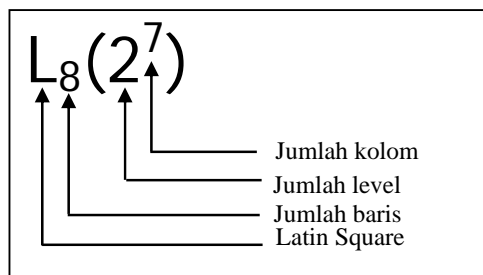 L8(2^7)
Jumlah kolom
Jumlah level
Jumlah baris
Latin Square